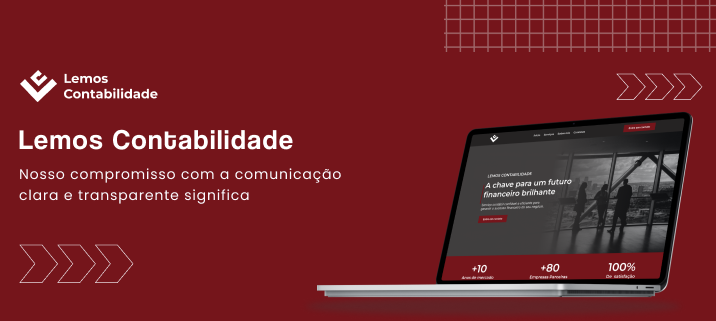 Lemos
Contabilidade
Lemos Contabilidade
Nosso compromisso com a comunicação
clara e transparente significa
LEMOS CONTABILIDADE
A chave para um futuro
financeiro brilhante
+10
Anos de mercado
+80
Empresas Parceiras
100%
De satisfação